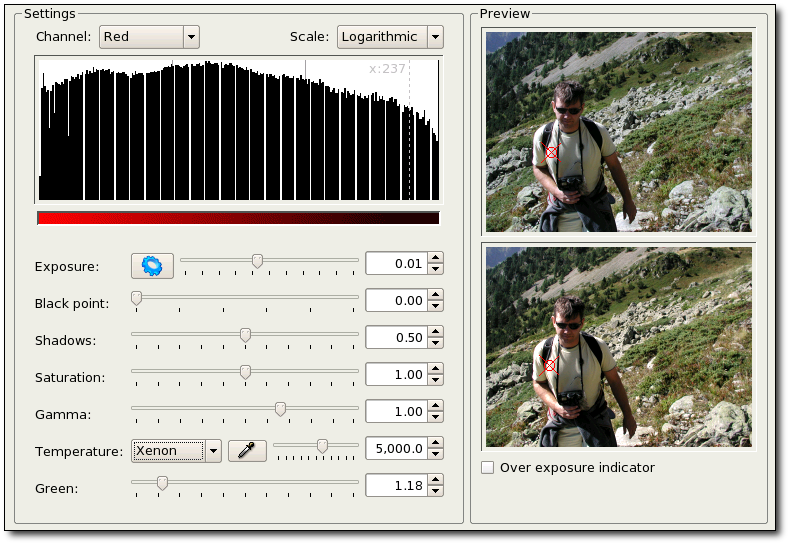 Settings
Channel: Red
Scale: Logarithmic
x:237
Exposure: 0.01
Black point: 0.00
Shadows: 0.50
Saturation: 1.00
Gamma: 1.00
Temperature: Xenon 5,000.0
Green: 1.18
Preview
Over exposure indicator